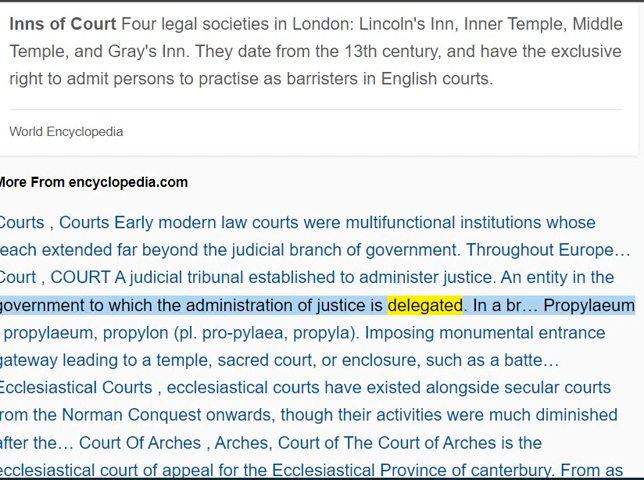 Inns of Court Four legal societies in London: Lincoln's Inn, Inner Temple, Middle
Temple, and Gray's Inn. They date from the 13th century, and have the exclusive
right to admit persons to practise as barristers in English courts.
World Encyclopedia
More From encyclopedia.com
Courts , Courts Early modern law courts were multifunctional institutions whose
reach extended far beyond the judicial branch of government. Throughout Europe…
Court , COURT A judicial tribunal established to administer justice. An entity in the
government to which the administration of justice is delegated. In a br… Propylaeum
, propylaeum, propylon (pl. pro-pylaea, propyla). Imposing monumental entrance
gateway leading to a temple, sacred court, or enclosure, such as a batte…
Ecclesiastical Courts , ecclesiastical courts have existed alongside secular courts
from the Norman Conquest onwards, though their activities were much diminished
after the… Court Of Arches , Arches, Court of The Court of Arches is the
ecclesiastical court of appeal for the Ecclesiastical Province of canterbury. From as